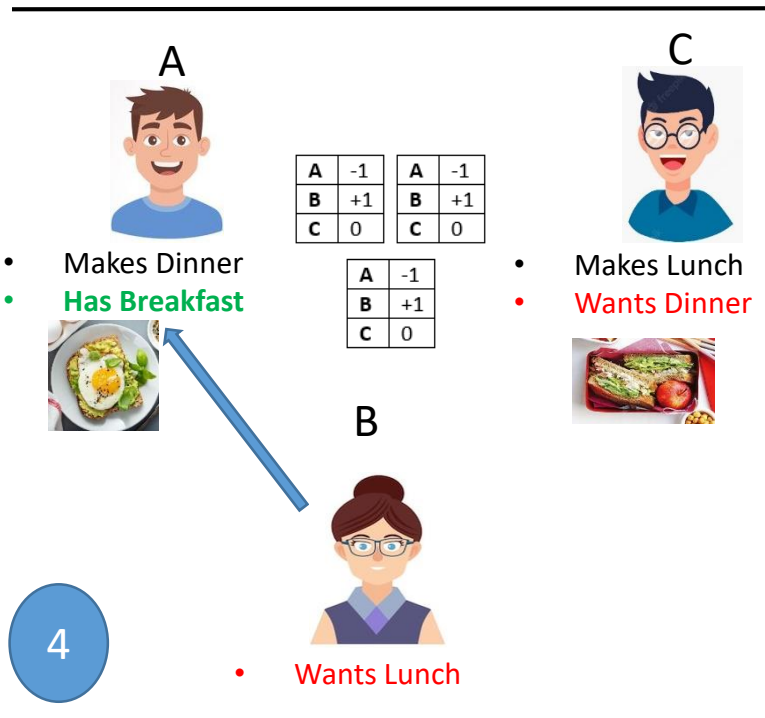 A
C
A -1
B +1
C 0
A -1
B +1
C 0
A -1
B +1
C 0
• Makes Dinner
• Has Breakfast
• Makes Lunch
• Wants Dinner
B
4
• Wants Lunch